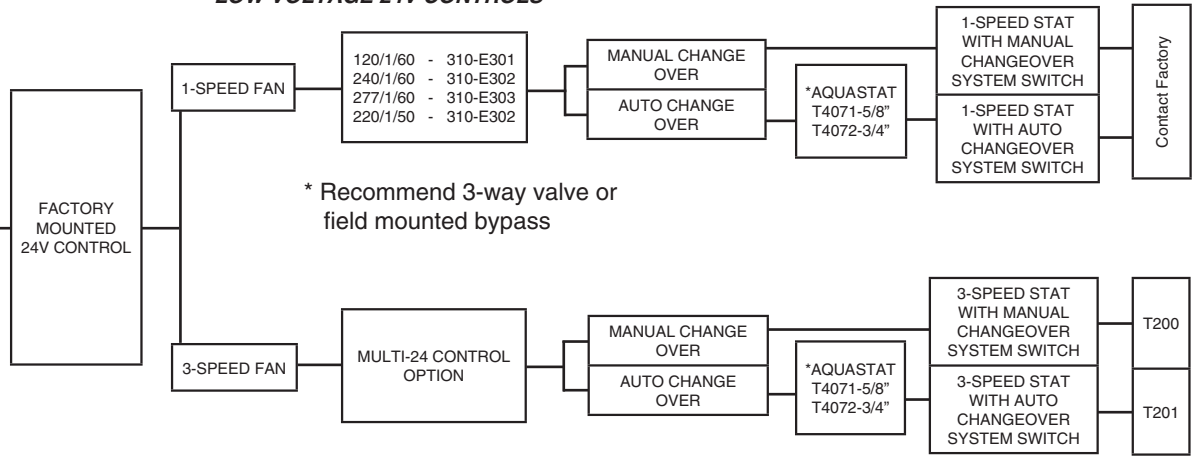 LOW VOLTAGE 24V CONTROLS
FACTORY
MOUNTED
24V CONTROL
1-SPEED FAN
120/1/60 - 310-E301
240/1/60 - 310-E302
277/1/60 - 310-E303
220/1/50 - 310-E302
MANUAL CHANGE
OVER
AUTO CHANGE
OVER
*AQUASTAT
T4071-5/8”
T4072-3/4”
1-SPEED STAT
WITH MANUAL
CHANGEOVER
SYSTEM SWITCH
1-SPEED STAT
WITH AUTO
CHANGEOVER
SYSTEM SWITCH
Contact Factory
* Recommend 3-way valve or
field mounted bypass
3-SPEED FAN
MULTI-24 CONTROL
OPTION
MANUAL CHANGE
OVER
AUTO CHANGE
OVER
*AQUASTAT
T4071-5/8”
T4072-3/4”
3-SPEED STAT
WITH MANUAL
CHANGEOVER
SYSTEM SWITCH
3-SPEED STAT
WITH AUTO
CHANGEOVER
SYSTEM SWITCH
T200
T201